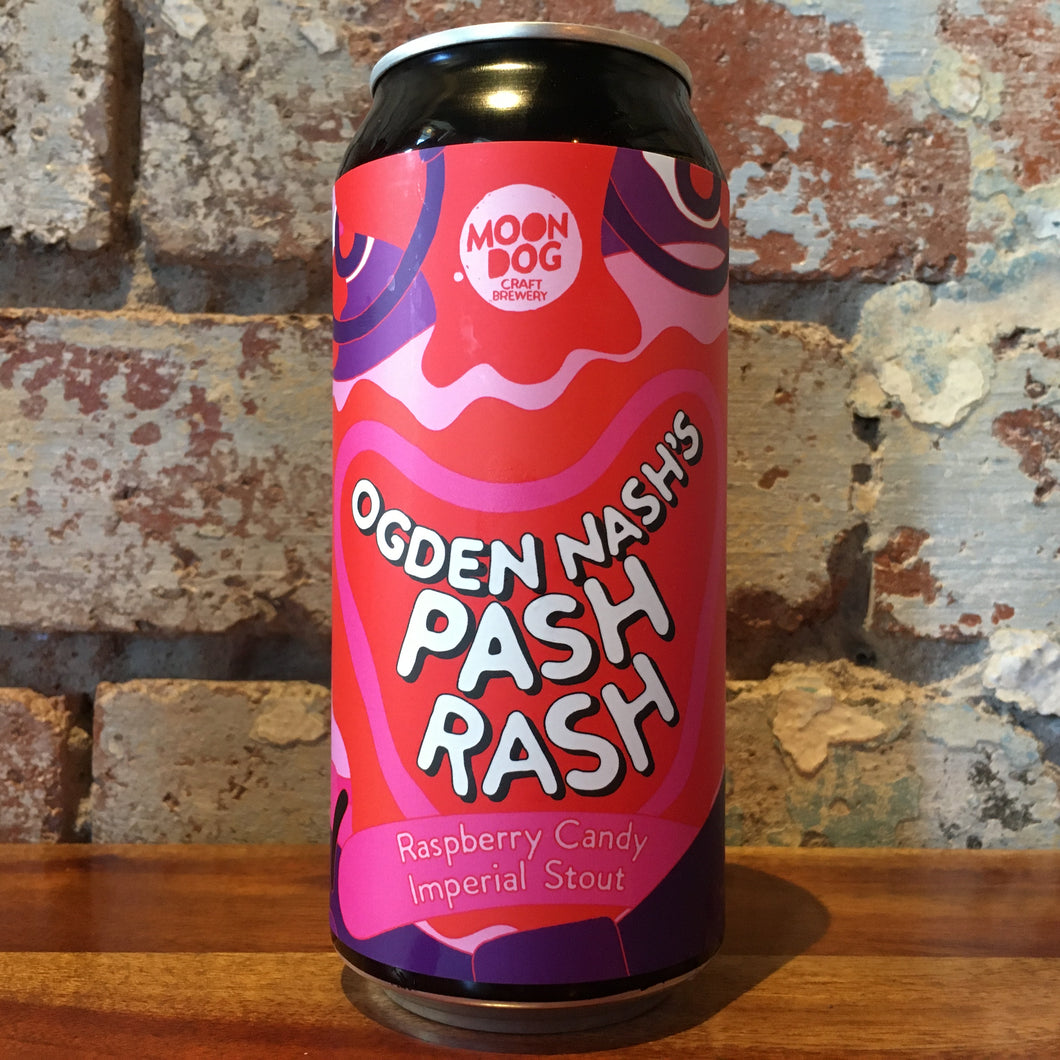 MOON
DOG
CRAFT
BREWERY
OGDEN NASH'S
PASH
RASH
Raspberry Candy
Imperial Stout